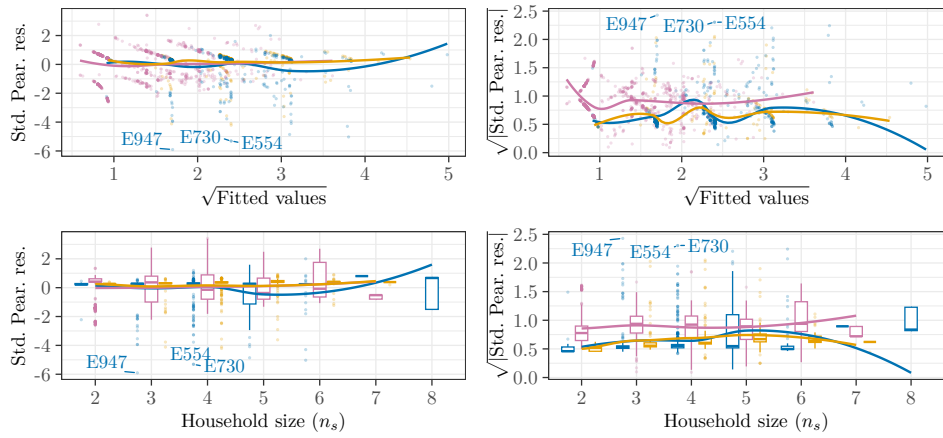 Std. Pear. res.
2
0
-2
-4
-6
E947
E730
E554
1
2
3
4
5
√Fitted values
√|Std. Pear. res.|
2.5
2.0
1.5
1.0
0.5
0.0
E947
E730
E554
1
2
3
4
5
√Fitted values
Std. Pear. res.
2
0
-2
-4
-6
E947
E554
E730
2
3
4
5
6
7
8
Household size (nₛ)
√|Std. Pear. res.|
2.5
2.0
1.5
1.0
0.5
0.0
E947
E554
E730
2
3
4
5
6
7
8
Household size (nₛ)